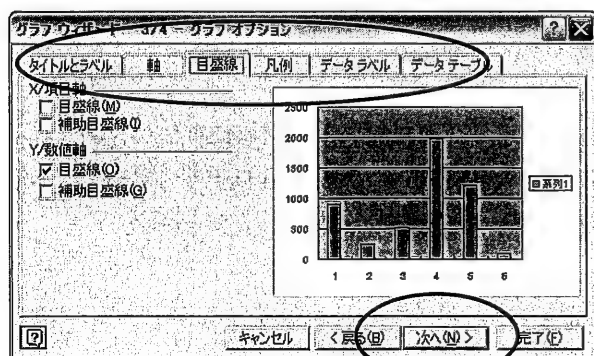 グラフ ウィザード - 3/4 - グラフ オプション
タイトルとラベル 軸 目盛線 凡例 データ ラベル データ テーブル
X/項目軸
目盛線(M)
補助目盛線(I)
Y/数値軸
目盛線(O)
補助目盛線(G)
2500
2000
1500
1000
500
0
1 2 3 4 5 6
系列1
キャンセル < 戻る(B) 次へ(N) > 完了(F)